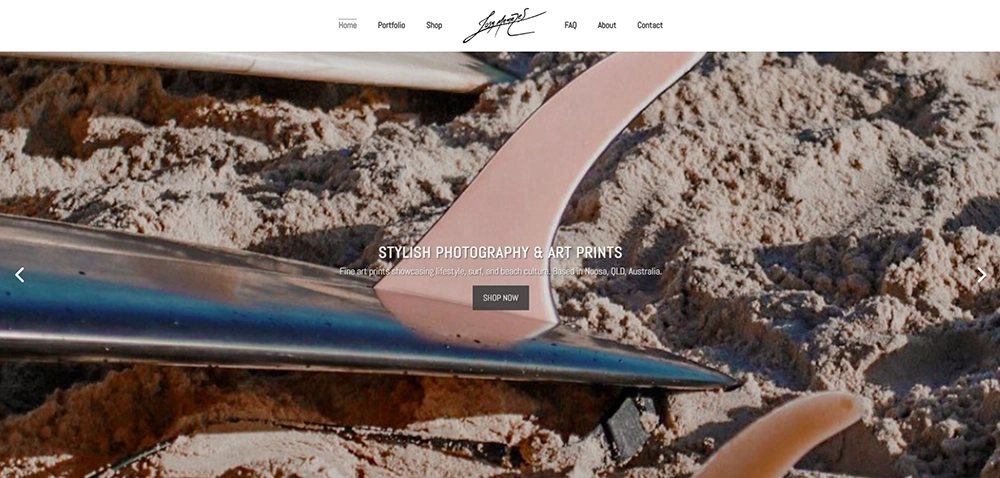 Home Portfolio Shop FAQ About Contact
STYLISH PHOTOGRAPHY & ART PRINTS
Fine art prints showcasing lifestyle, surf, and beach culture. Based in Noosa, QLD, Australia.
SHOP NOW